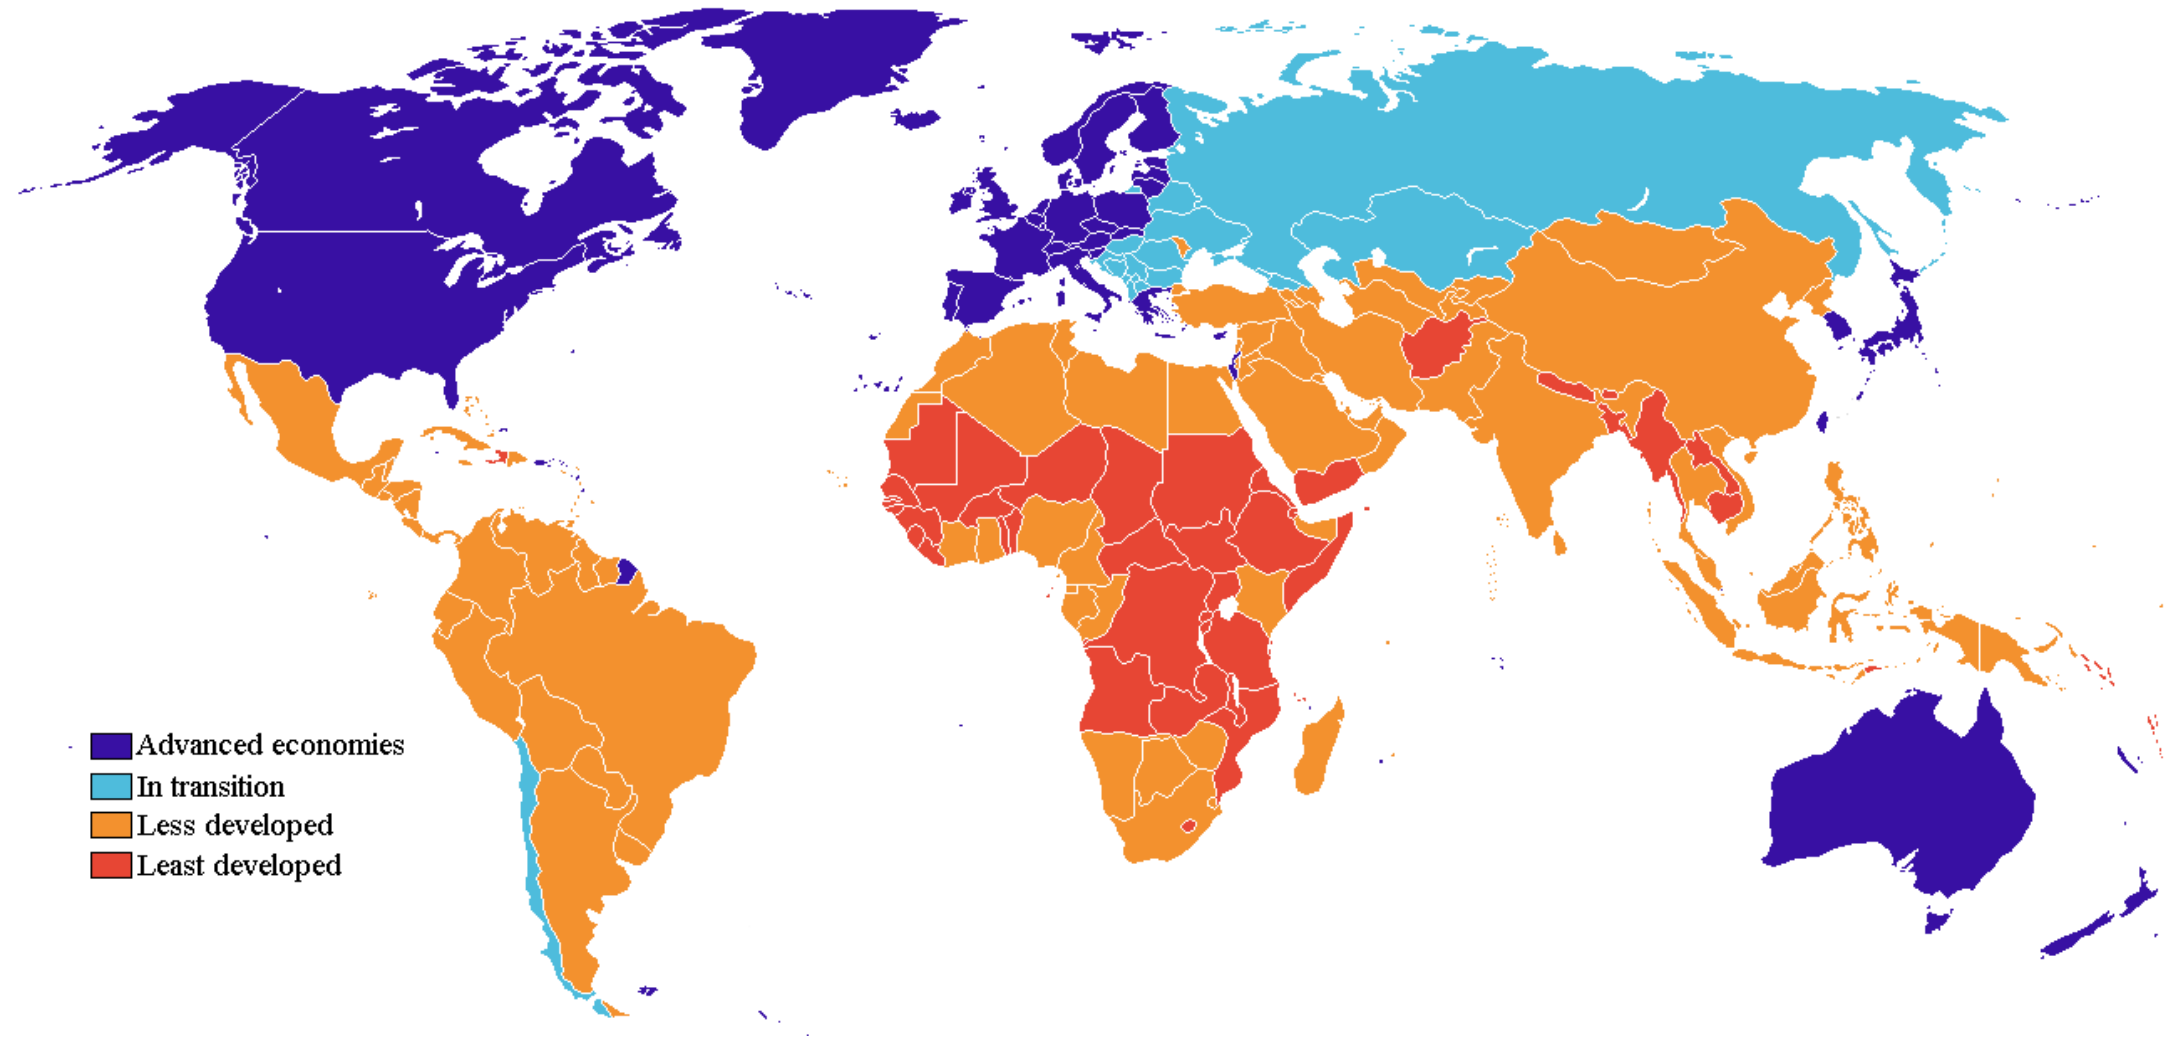 Advanced economies
In transition
Less developed
Least developed